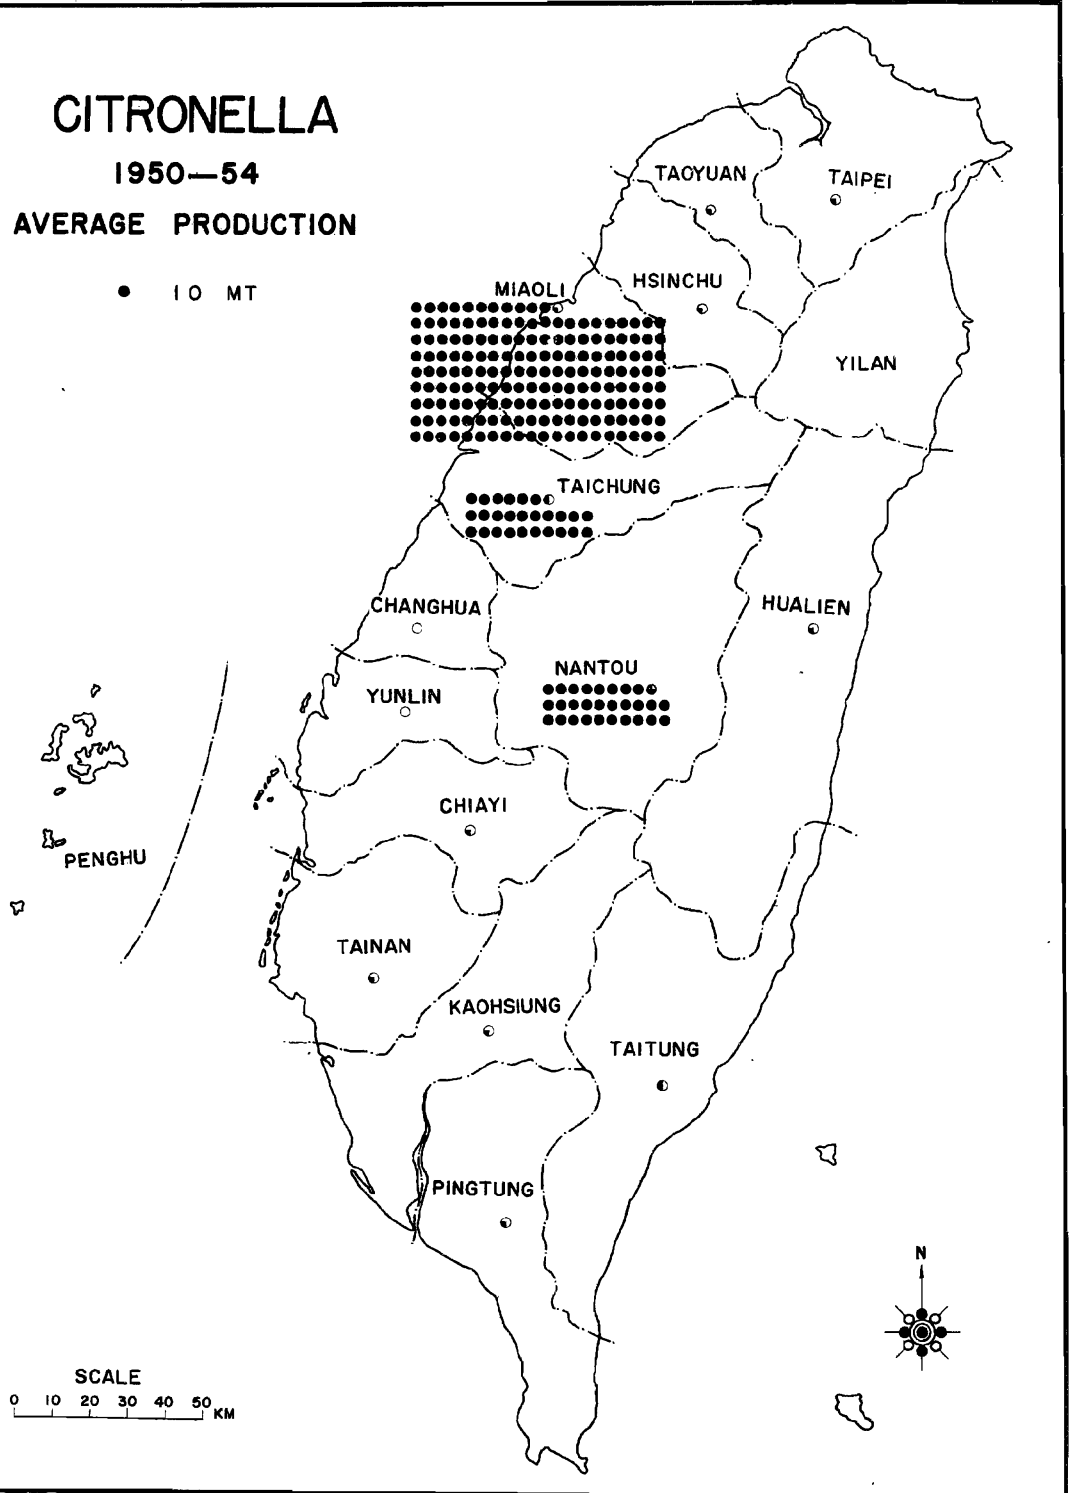 CITRONELLA
1950—54
AVERAGE PRODUCTION
10 MT
TAOYUAN
TAIPEI
HSINCHU
MIAOLI
YILAN
TAICHUNG
CHANGHUA
HUALIEN
NANTOU
YUNLIN
CHIAYI
PENGHU
TAINAN
KAOHSIUNG
TAITUNG
PINGTUNG
N
SCALE
0 10 20 30 40 50 KM